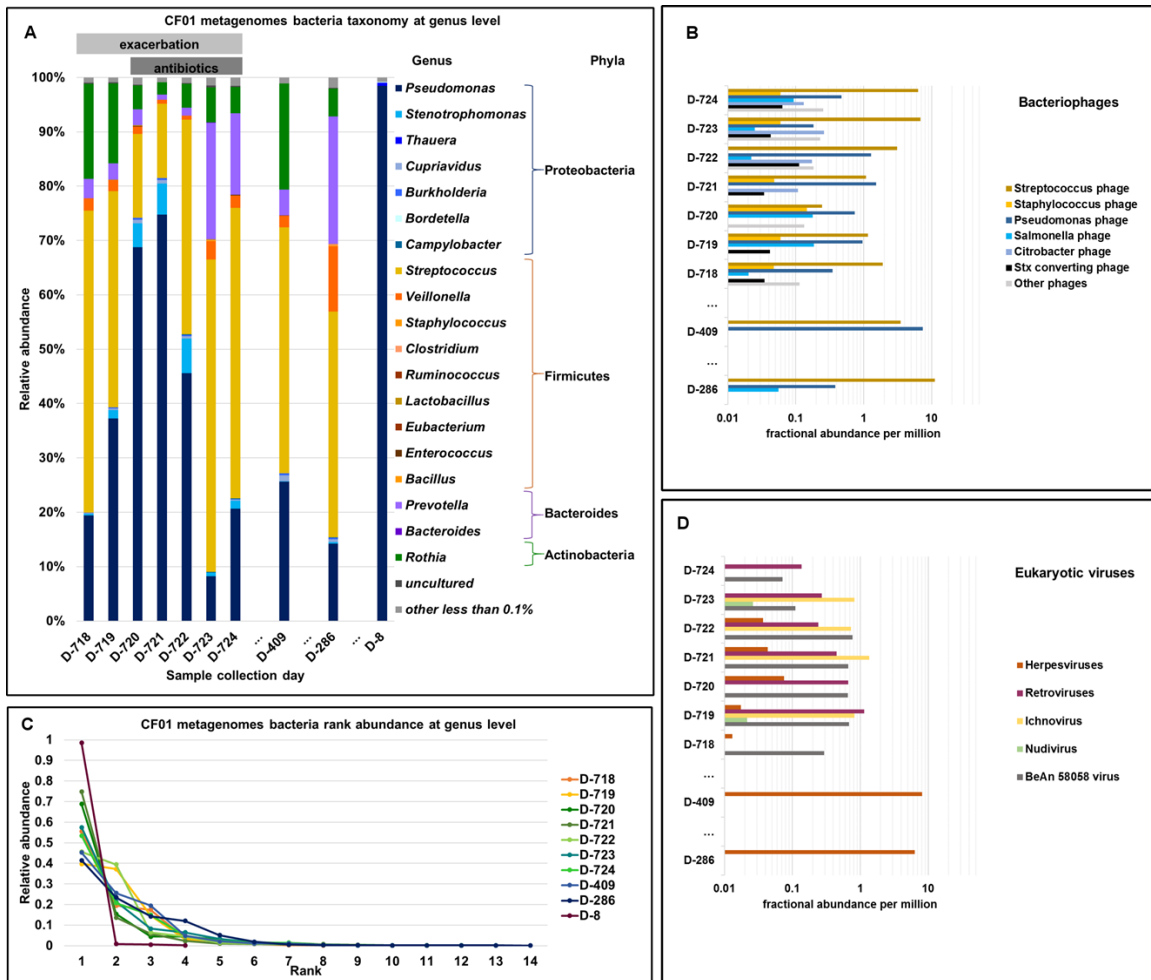 A
CF01 metagenomes bacteria taxonomy at genus level
exacerbation
antibiotics
Genus
Phyla
Relative abundance
100%
90%
80%
70%
60%
50%
40%
30%
20%
10%
0%
D-718
D-719
D-720
D-721
D-722
D-723
D-724
...
D-409
...
D-286
...
D-8
Sample collection day
Pseudomonas
Stenotrophomonas
Thauera
Cupriavidus
Burkholderia
Bordetella
Campylobacter
Streptococcus
Veillonella
Staphylococcus
Clostridium
Ruminococcus
Lactobacillus
Eubacterium
Enterococcus
Bacillus
Prevotella
Bacteroides
Rothia
uncultured
other less than 0.1%
Proteobacteria
Firmicutes
Bacteroides
Actinobacteria
B
Bacteriophages
D-724
D-723
D-722
D-721
D-720
D-719
D-718
...
D-409
...
D-286
0.01
0.1
1
10
fractional abundance per million
Streptococcus phage
Staphylococcus phage
Pseudomonas phage
Salmonella phage
Citrobacter phage
Stx converting phage
Other phages
C
CF01 metagenomes bacteria rank abundance at genus level
Relative abundance
1
0.9
0.8
0.7
0.6
0.5
0.4
0.3
0.2
0.1
0
1
2
3
4
5
6
7
8
9
10
11
12
13
14
Rank
D-718
D-719
D-720
D-721
D-722
D-723
D-724
D-409
D-286
D-8
D
Eukaryotic viruses
D-724
D-723
D-722
D-721
D-720
D-719
D-718
...
D-409
...
D-286
0.01
0.1
1
10
fractional abundance per million
Herpesviruses
Retroviruses
Ichnovirus
Nudivirus
BeAn 58058 virus